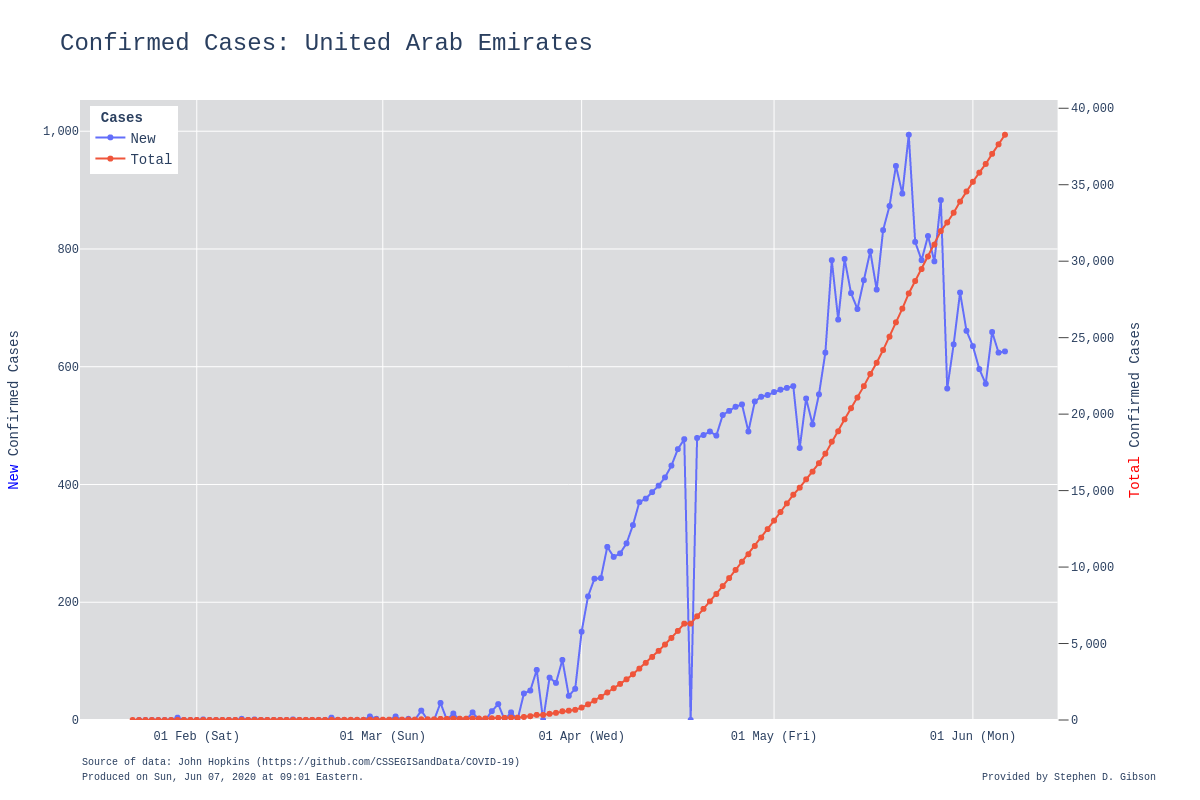 Confirmed Cases: United Arab Emirates
Cases
New
Total
1,000
800
600
400
200
0
New Confirmed Cases
40,000
35,000
30,000
25,000
20,000
15,000
10,000
5,000
0
Total Confirmed Cases
01 Feb (Sat)
01 Mar (Sun)
01 Apr (Wed)
01 May (Fri)
01 Jun (Mon)
Source of data: John Hopkins (https://github.com/CSSEGISandData/COVID-19)
Produced on Sun, Jun 07, 2020 at 09:01 Eastern.
Provided by Stephen D. Gibson